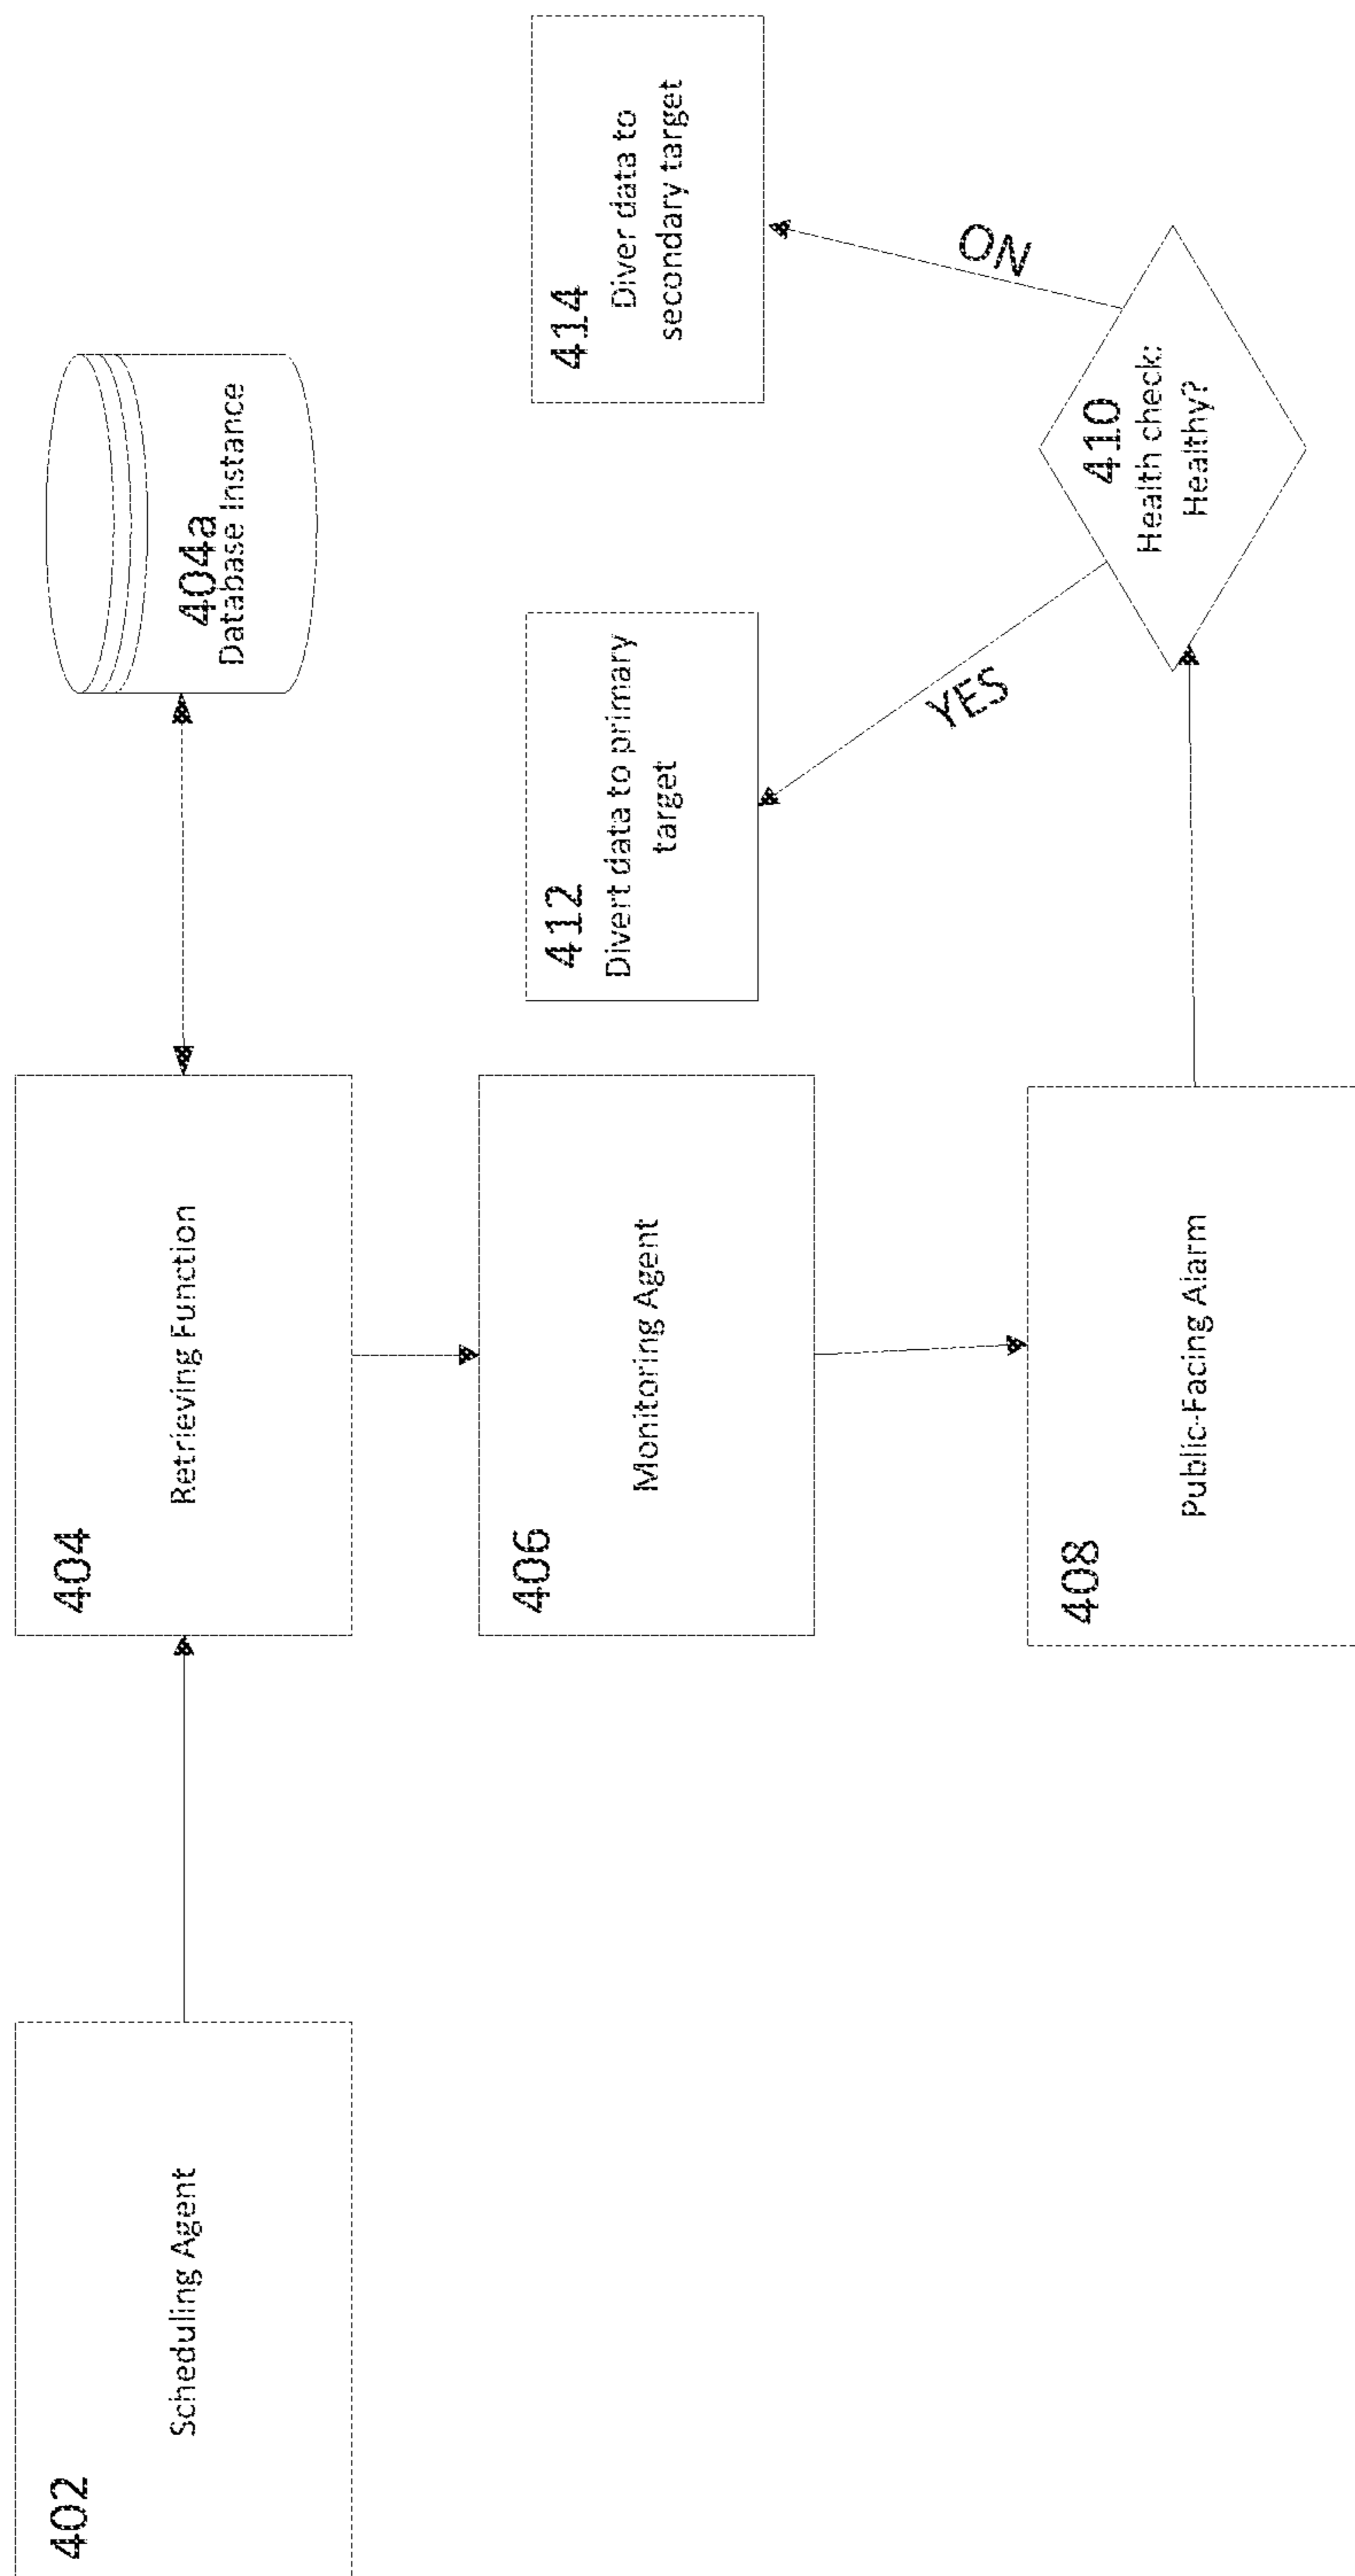 402
Scheduling Agent
404
Retrieving Function
404a
Database Instance
406
Monitoring Agent
412
Divert data to primary
target
414
Diver data to
secondary target
YES
NO
408
Public-Facing Alarm
410
Health check:
Healthy?